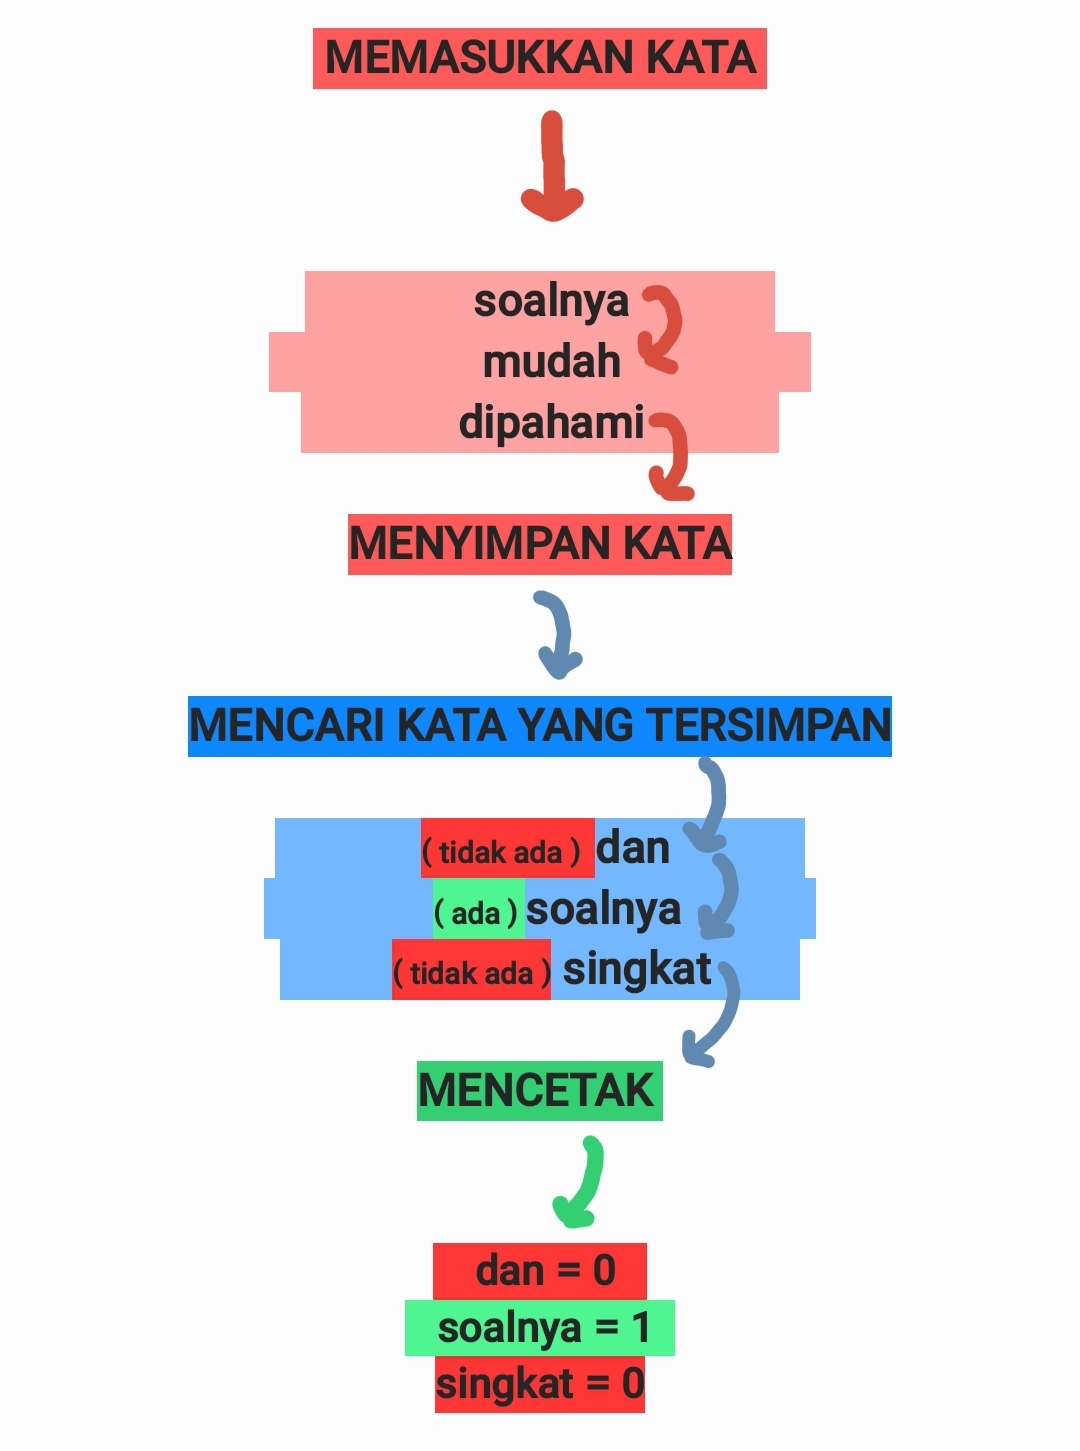 MEMASUKKAN KATA
soalnya
mudah
dipahami
MENYIMPAN KATA
MENCARI KATA YANG TERSIMPAN
( tidak ada ) dan
( ada ) soalnya
( tidak ada ) singkat
MENCETAK
dan = 0
soalnya = 1
singkat = 0